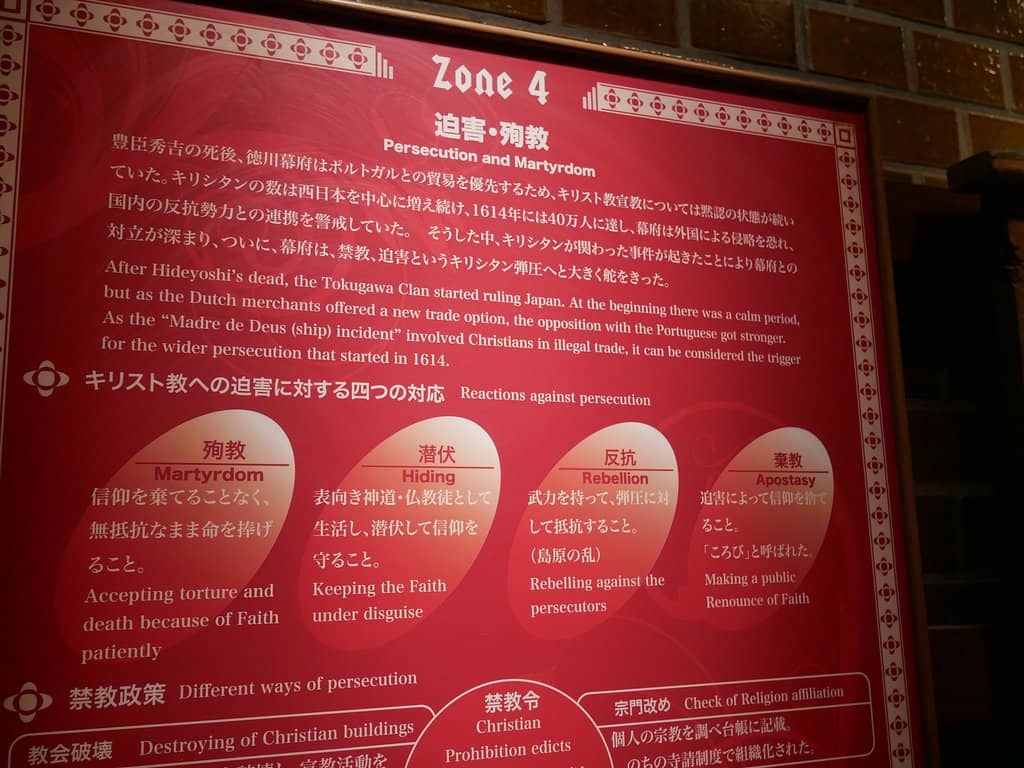 Zone 4
迫害・殉教
Persecution and Martyrdom
豊臣秀吉の死後、徳川幕府はポルトガルとの貿易を優先するため、キリスト教宣教については黙認の状態が続い
ていた。キリシタンの数は西日本を中心に増え続け、1614年には40万人に達し、幕府は外国による侵略を恐れ、
国内の反抗勢力との連携を警戒していた。 そうした中、キリシタンが関わった事件が起きたことにより幕府との
対立が深まり、ついに、幕府は、禁教、迫害というキリシタン弾圧へと大きく舵をきった。
After Hideyoshi's dead, the Tokugawa Clan started ruling Japan. At the beginning there was a calm period,
but as the Dutch merchants offered a new trade option, the opposition with the Portuguese got stronger.
As the “Madre de Deus (ship) incident” involved Christians in illegal trade, it can be considered the trigger
for the wider persecution that started in 1614.
キリスト教への迫害に対する四つの対応 Reactions against persecution
殉教
Martyrdom
信仰を棄てることなく、
無抵抗なまま命を捧げ
ること。
Accepting torture and
death because of Faith
patiently
潜伏
Hiding
表向き神道・仏教徒として
生活し、潜伏して信仰を
守ること。
Keeping the Faith
under disguise
反抗
Rebellion
武力を持って、弾圧に対
して抵抗すること。
（島原の乱）
Rebelling against the
persecutors
棄教
Apostasy
迫害によって信仰を捨て
ること。
「ころび」と呼ばれた。
Making a public
Renounce of Faith
禁教政策 Different ways of persecution
教会破壊 Destroying of Christian buildings
宣教活動を
禁教令
Christian
Prohibition edicts
宗門改め Check of Religion affiliation
個人の宗教を調べ台帳に記載。
のちの寺請制度で組織化された。